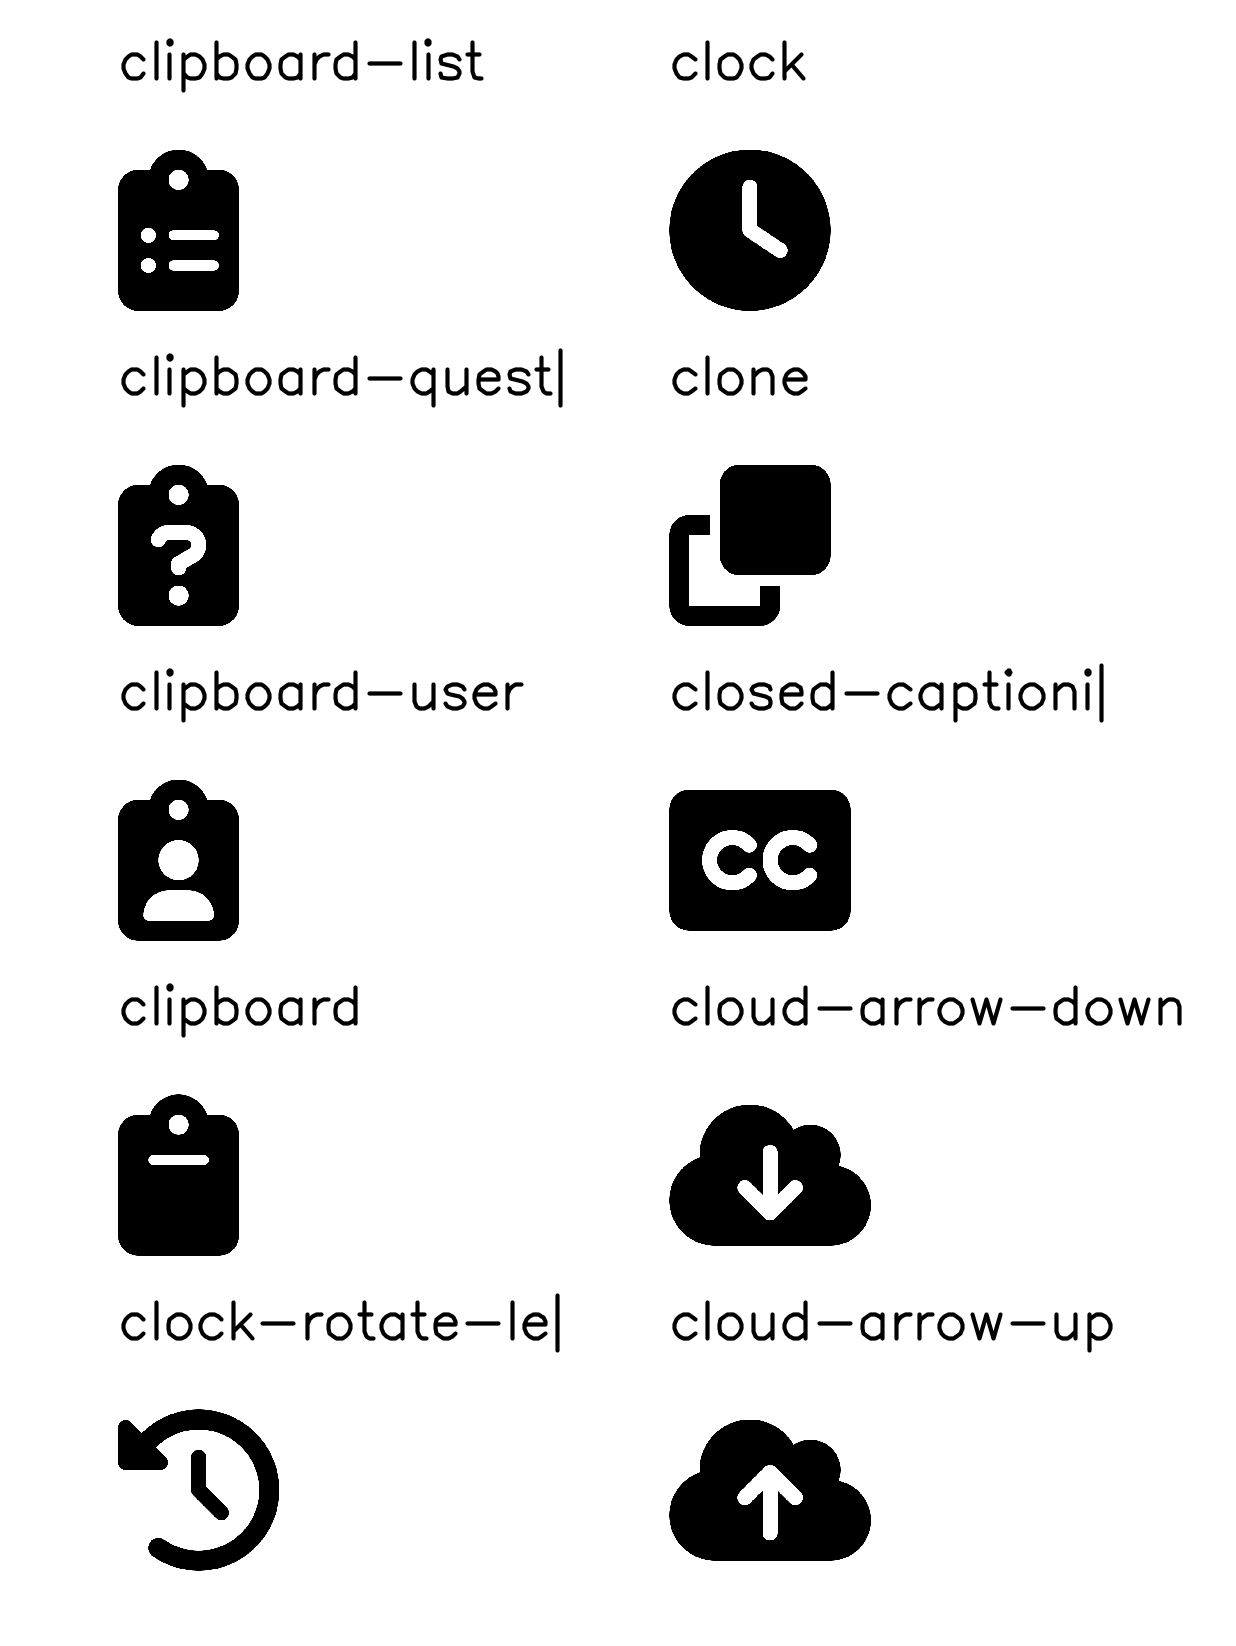 clipboard-list
clock
clipboard-quest|
clone
clipboard-user
closed-captioni|
CC
clipboard
cloud-arrow-down
clock-rotate-le|
cloud-arrow-up